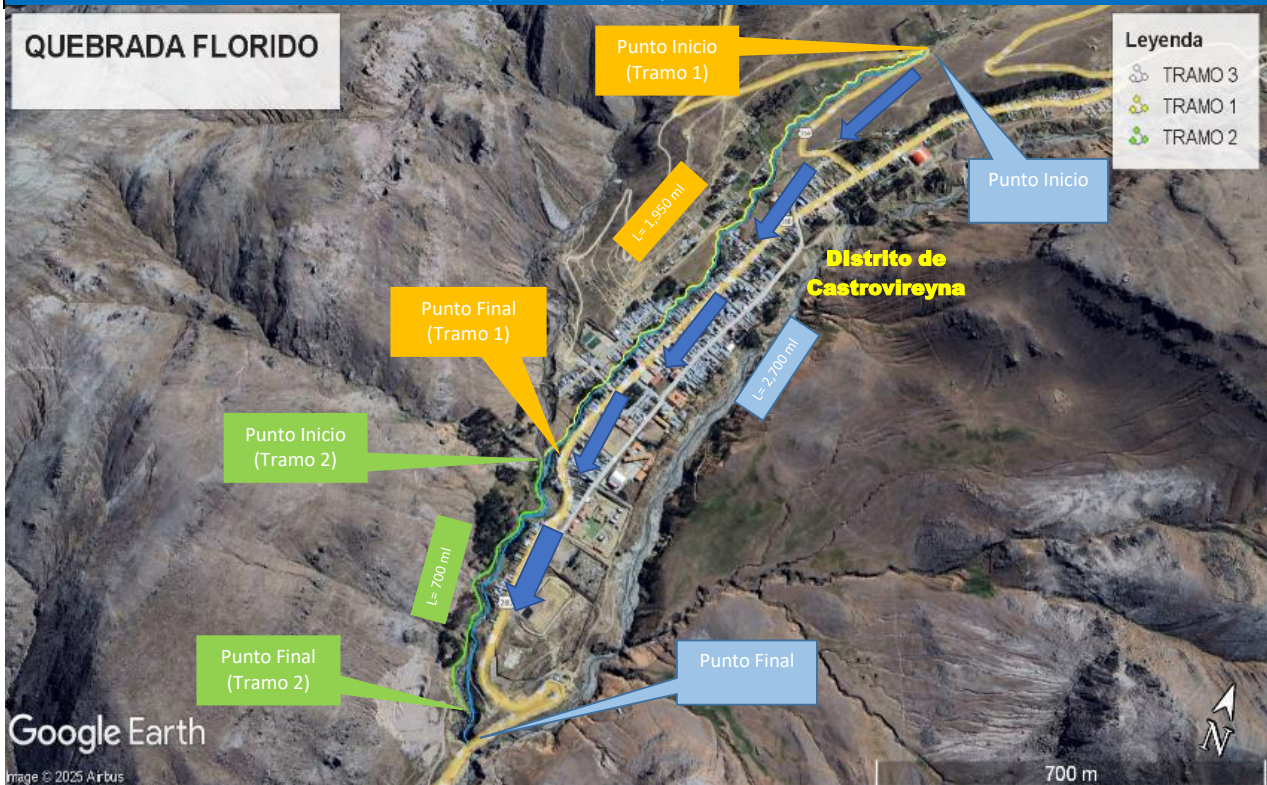 QUEBRADA FLORIDO
Punto Inicio
(Tramo 1)
Leyenda
TRAMO 3
TRAMO 1
TRAMO 2
Punto Inicio
L= 1,950 ml
Distrito de
Castrovireyna
Punto Final
(Tramo 1)
L= 2,700 ml
Punto Inicio
(Tramo 2)
L= 700 ml
Punto Final
(Tramo 2)
Punto Final
Google Earth
Image © 2025 Airbus
N
700 m